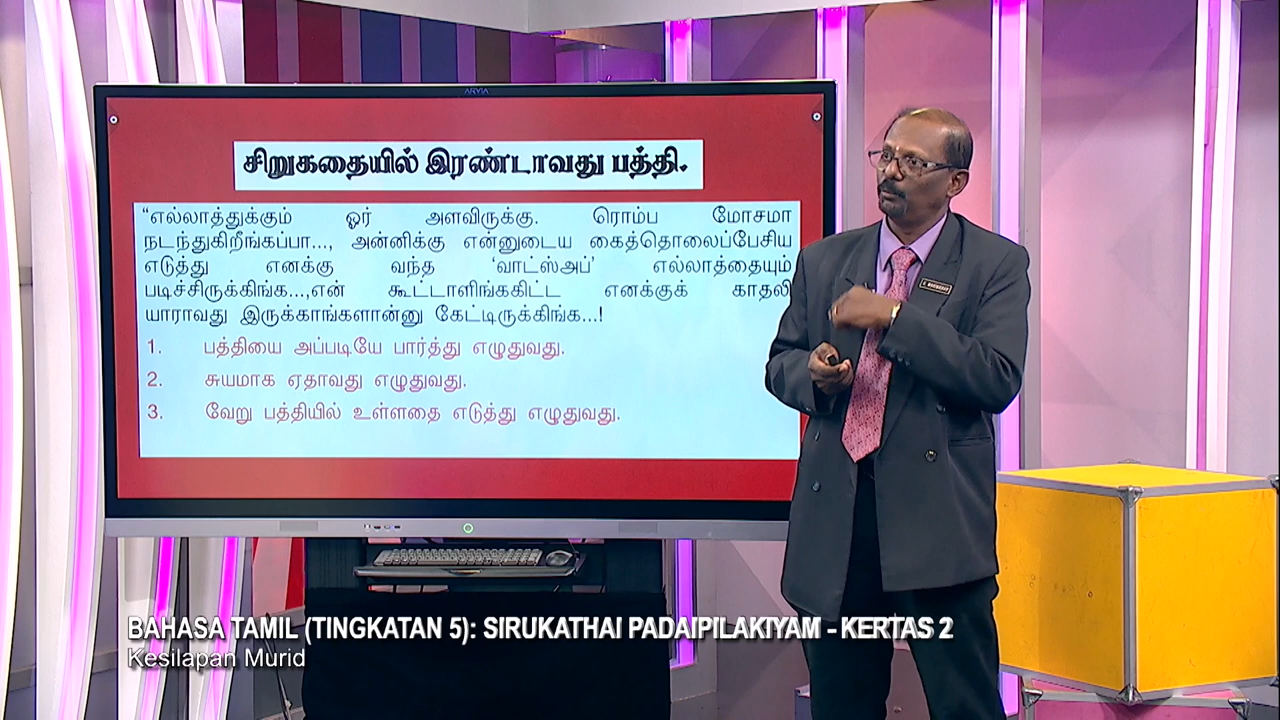 ARVIA
சிறுகதையில் இரண்டாவது பத்தி.
“எல்லாத்துக்கும் ஓர் அளவிருக்கு. ரொம்ப மோசமா
நடந்துகிறீங்கப்பா..., அன்னிக்கு என்னுடைய கைத்தொலைப்பேசிய
எடுத்து எனக்கு வந்த ‘வாட்ஸ்அப்’ எல்லாத்தையும்
படிச்சிருக்கிங்க...,என் கூட்டாளிங்ககிட்ட எனக்குக் காதலி
யாராவது இருக்காங்களான்னு கேட்டிருக்கிங்க...!
1. பத்தியை அப்படியே பார்த்து எழுதுவது.
2. சுயமாக ஏதாவது எழுதுவது.
3. வேறு பத்தியில் உள்ளதை எடுத்து எழுதுவது.
BAHASA TAMIL (TINGKATAN 5): SIRUKATHAI PADAIPILAKIYAM - KERTAS 2
Kesilapan Murid